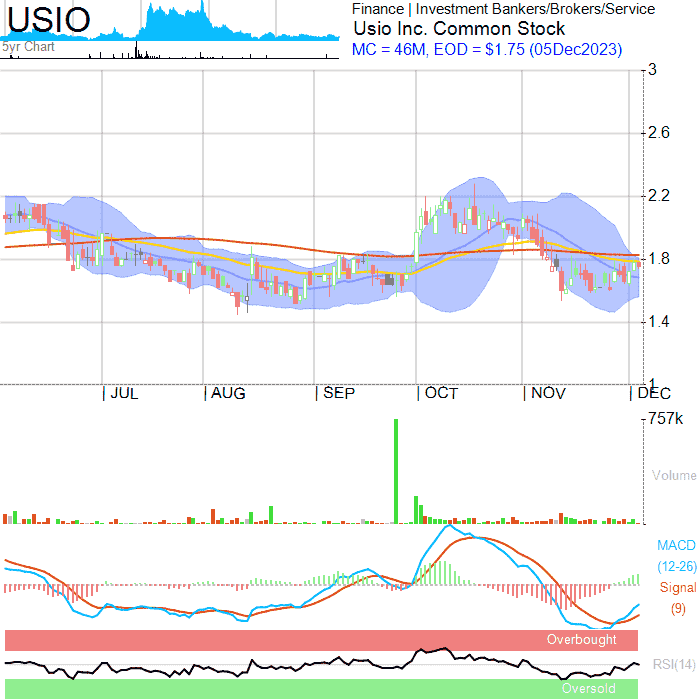 USIO
5yr Chart
Finance | Investment Bankers/Brokers/Service
Usio Inc. Common Stock
MC = 46M, EOD = $1.75 (05Dec2023)
3
2.6
2.2
1.8
1.4
1
| JUL | AUG | SEP | OCT | NOV | DEC
757k
Volume
MACD
(12-26)
Signal
(9)
Overbought
RSI(14)
Oversold